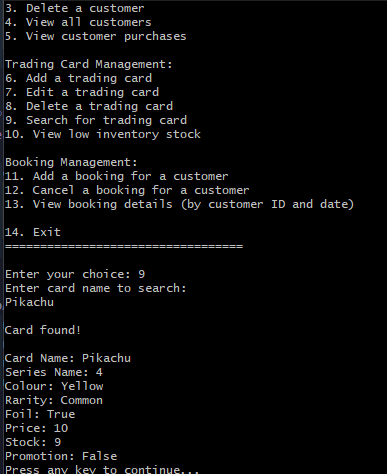 3. Delete a customer
4. View all customers
5. View customer purchases
Trading Card Management:
6. Add a trading card
7. Edit a trading card
8. Delete a trading card
9. Search for trading card
10. View low inventory stock
Booking Management:
11. Add a booking for a customer
12. Cancel a booking for a customer
13. View booking details (by customer ID and date)
14. Exit
==================================
Enter your choice: 9
Enter card name to search:
Pikachu
Card found!
Card Name: Pikachu
Series Name: 4
Colour: Yellow
Rarity: Common
Foil: True
Price: 10
Stock: 9
Promotion: False
Press any key to continue...